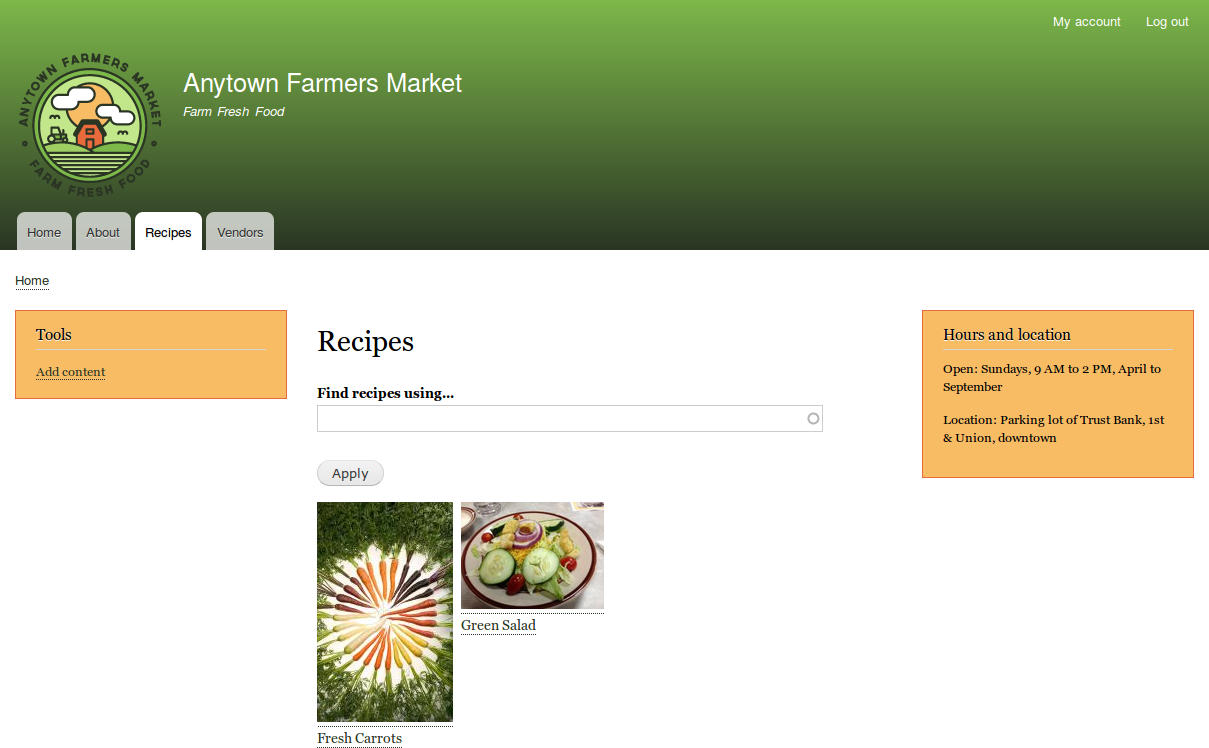 My account
Log out
ANYTOWN FARMERS MARKET
FARM FRESH FOOD
Anytown Farmers Market
Farm Fresh Food
Home
About
Recipes
Vendors
Home
Tools
Add content
Recipes
Find recipes using...
Apply
Fresh Carrots
Green Salad
Hours and location
Open: Sundays, 9 AM to 2 PM, April to
September
Location: Parking lot of Trust Bank, 1st
& Union, downtown